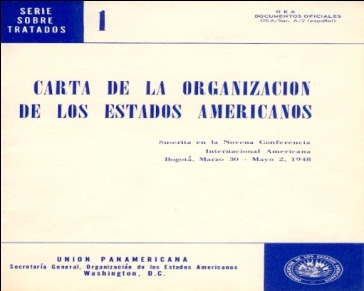 SERIE
SOBRE
TRATADOS
1
OEA
DOCUMENTOS OFICIALES
OEA/Ser. A/2 (español)
CARTA DE LA ORGANIZACION
DE LOS ESTADOS AMERICANOS
Suscrita en la Novena Conferencia
Internacional Americana
Bogotá, Marzo 30 - Mayo 2, 1948
UNION PANAMERICANA
Secretaría General, Organización de los Estados Americanos
Washington, D.C.